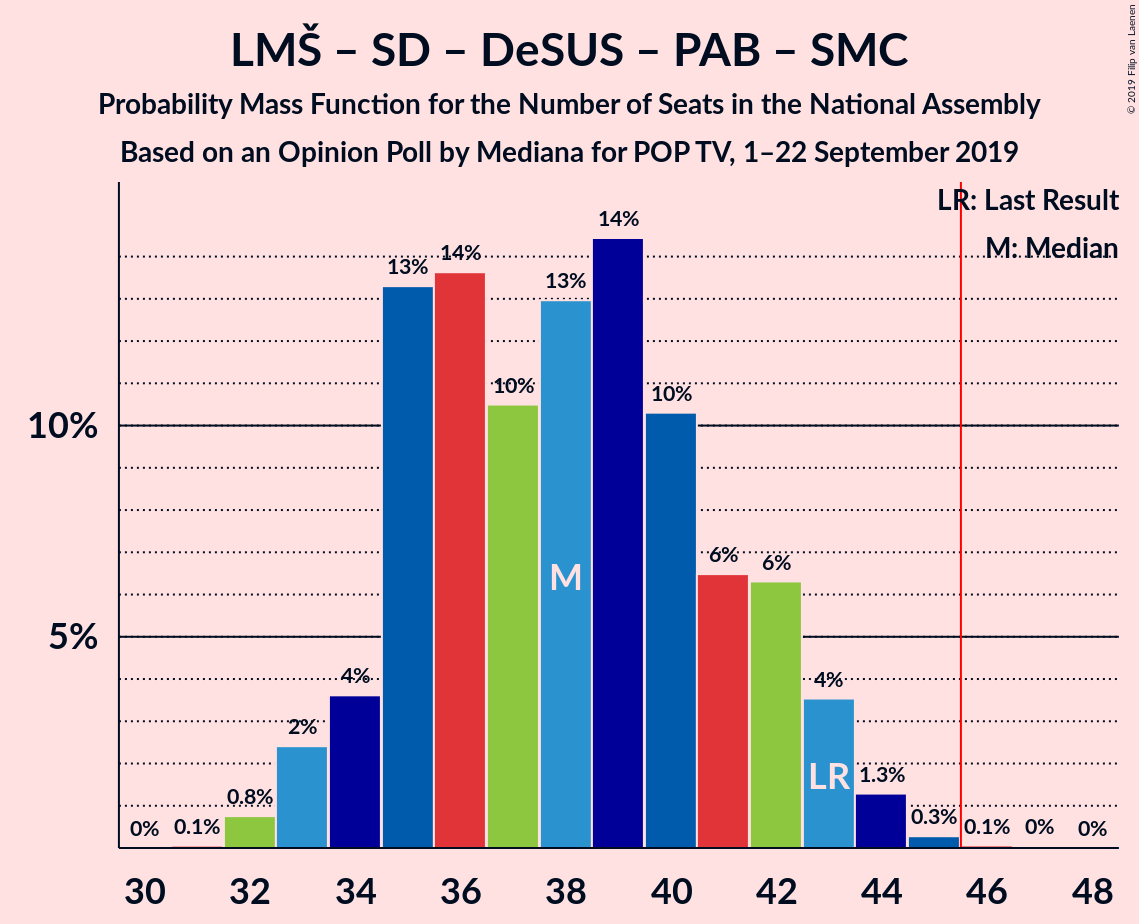 LMŠ – SD – DeSUS – PAB – SMC
Probability Mass Function for the Number of Seats in the National Assembly
Based on an Opinion Poll by Mediana for POP TV, 1–22 September 2019
© 2019 Filip van Laenen
LR: Last Result
M: Median
10%
5%
0%
0.1%
0.8%
2%
4%
13%
14%
10%
13%
14%
10%
6%
6%
4%
1.3%
0.3%
0.1%
0%
0%
M
LR
30 32 34 36 38 40 42 44 46 48